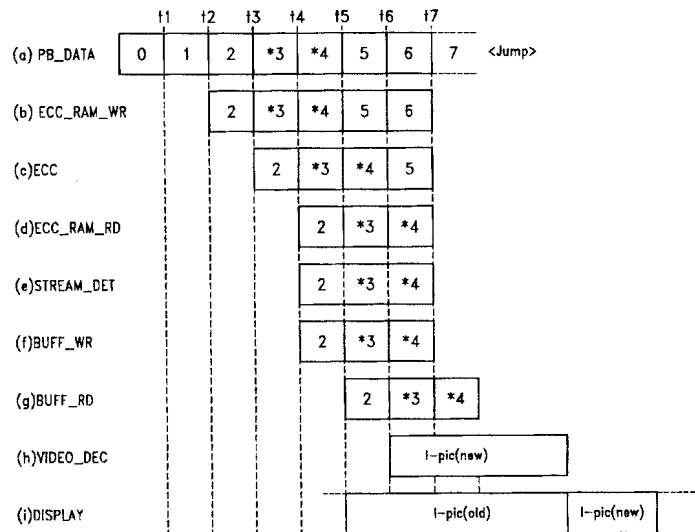 t1 t2 t3 t4 t5 t6 t7
(a) PB_DATA 0 1 2 *3 *4 5 6 7 <Jump>
(b) ECC_RAM_WR 2 *3 *4 5 6
(c)ECC 2 *3 *4 5
(d)ECC_RAM_RD 2 *3 *4
(e)STREAM_DET 2 *3 *4
(f)BUFF_WR 2 *3 *4
(g)BUFF_RD 2 *3 *4
(h)VIDEO_DEC I-pic(new)
(i)DISPLAY I-pic(old) I-pic(new)